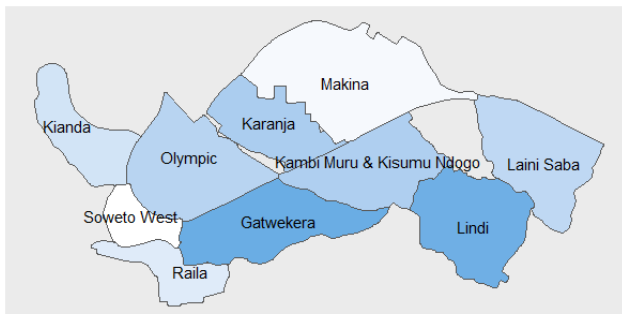 Makina
Karanja
Kianda
Olympic
Kambi Muru & Kisumu Ndogo
Laini Saba
Soweto West
Gatwekera
Lindi
Raila